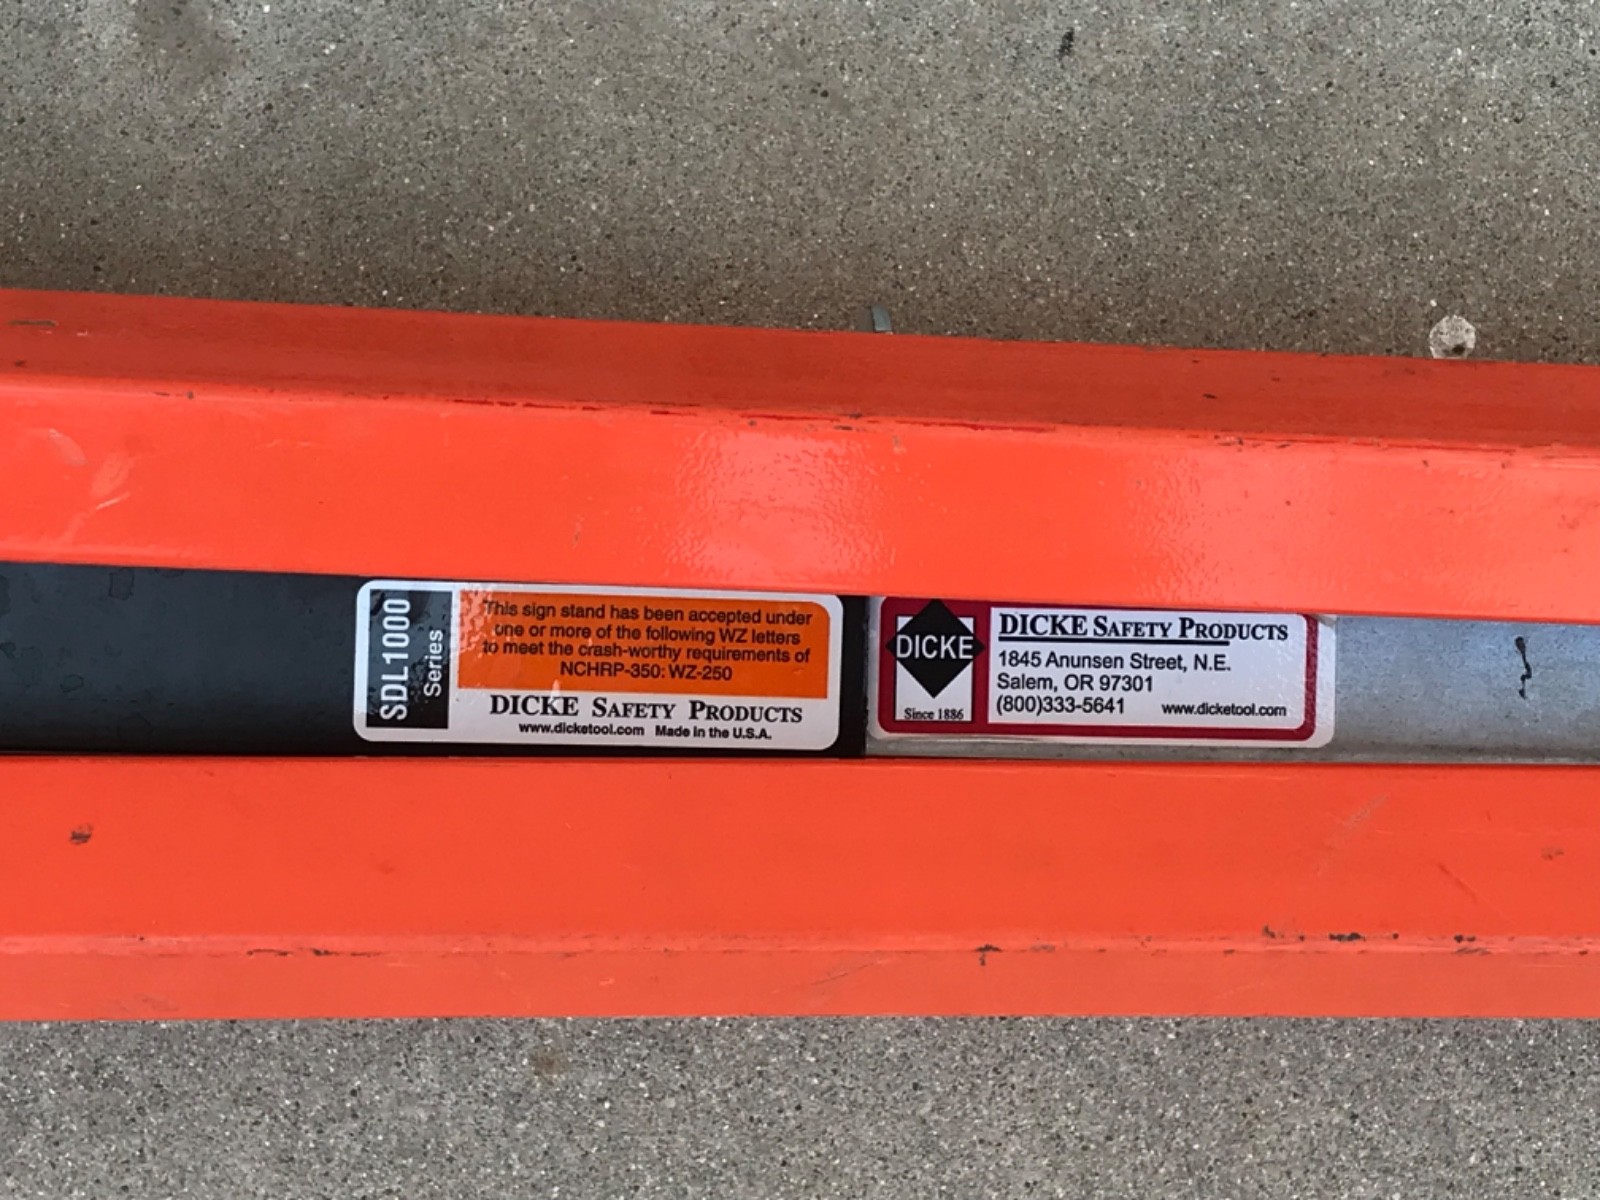 SDL1000
Series
This sign stand has been accepted under
one or more of the following WZ letters
to meet the crash-worthy requirements of
NCHRP-350: WZ-250
DICKE SAFETY PRODUCTS
www.dicketool.com Made in the U.S.A.
DICKE
Since 1886
DICKE SAFETY PRODUCTS
1845 Anunsen Street, N.E.
Salem, OR 97301
(800)333-5641 www.dicketool.com